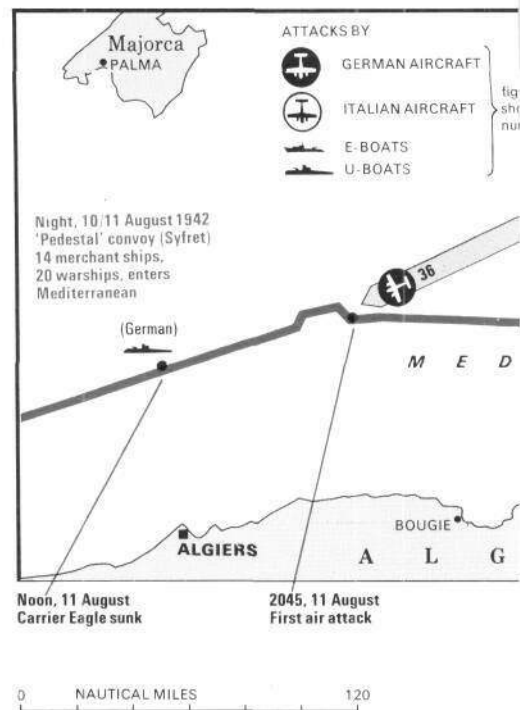 Majorca
PALMA
ATTACKS BY
GERMAN AIRCRAFT
ITALIAN AIRCRAFT
E-BOATS
U-BOATS
Night, 10/11 August 1942
'Pedestal' convoy (Syfret)
14 merchant ships,
20 warships, enters
Mediterranean
36
(German)
M E D
BOUGIE
ALGIERS
A L G
Noon, 11 August
Carrier Eagle sunk
2045, 11 August
First air attack
0 NAUTICAL MILES 120